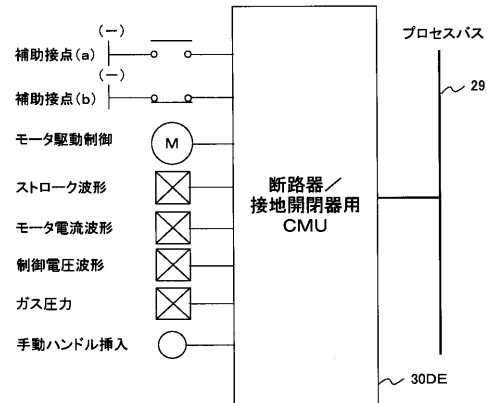 (−)
補助接点(a)
(−)
補助接点(b)
モータ駆動制御
M
ストローク波形
モータ電流波形
制御電圧波形
ガス圧力
手動ハンドル挿入
断路器/
接地開閉器用
CMU
プロセスバス
29
30DE